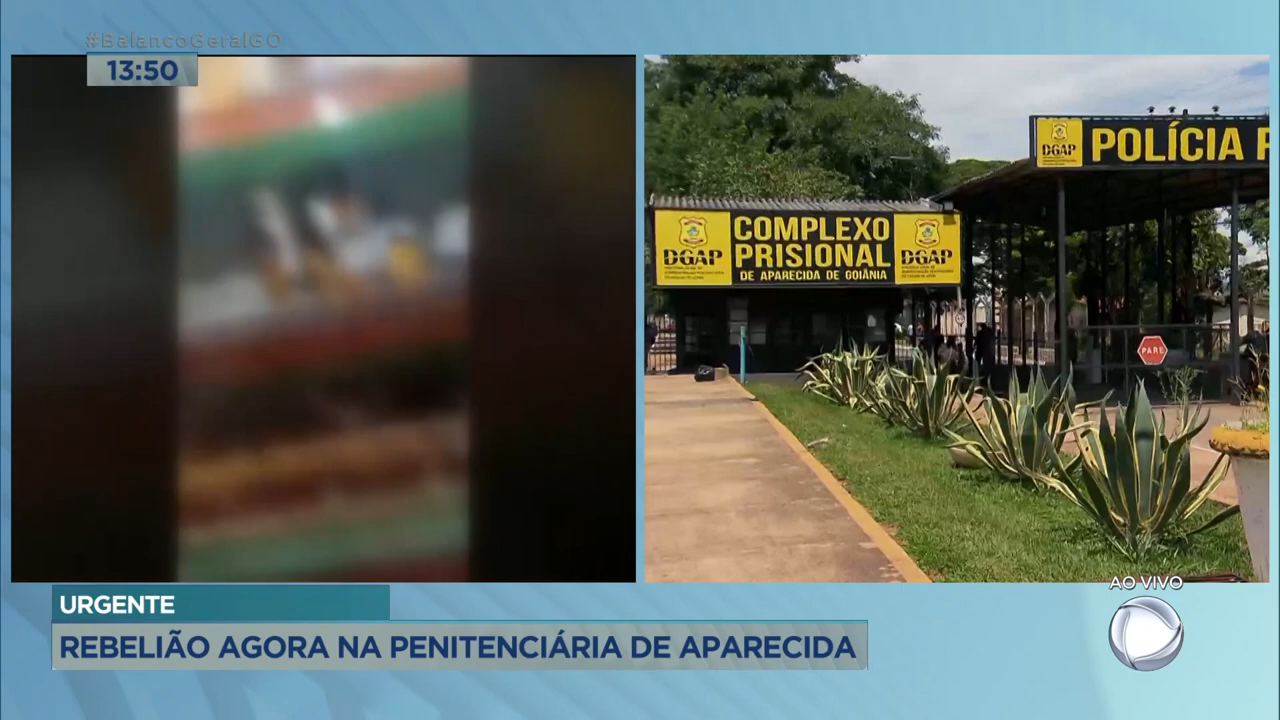 #BalancoGeralGO
13:50
DGAP
POLÍCIA P
COMPLEXO
PRISIONAL
DE APARECIDA DE GOIÂNIA
DGAP
DGAP
PARE
AO VIVO
URGENTE
REBELIÃO AGORA NA PENITENCIÁRIA DE APARECIDA